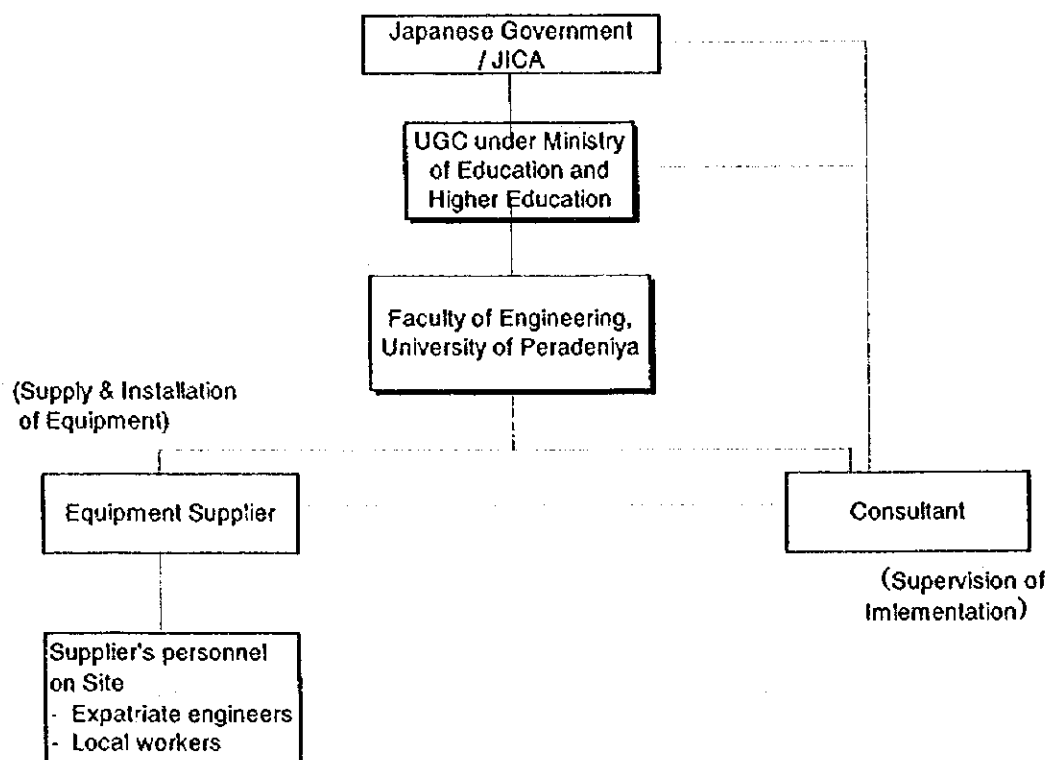 Japanese Government
/ JICA
UGC under Ministry
of Education and
Higher Education
Faculty of Engineering,
University of Peradeniya
(Supply & Installation
of Equipment)
Equipment Supplier
Consultant
(Supervision of
Imlementation)
Supplier's personnel
on Site
- Expatriate engineers
- Local workers